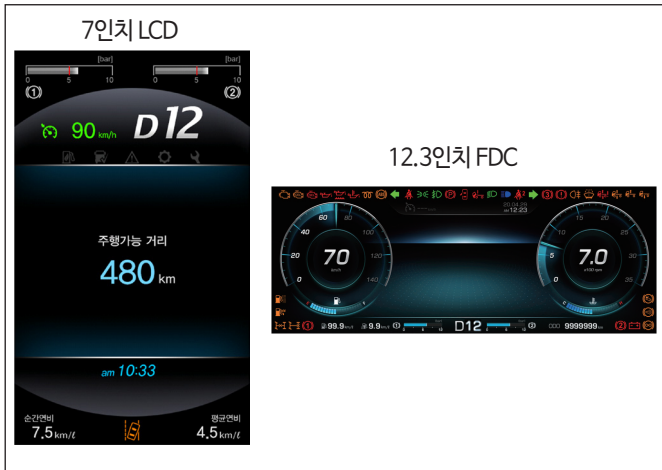 7인치 LCD
[bar]
[bar]
0 5 10
0 5 10
(1)
(2)
90 km/h
D12
주행가능 거리
480 km
am 10:33
순간연비
7.5 km/ℓ
평균연비
4.5 km/ℓ
12.3인치 FDC
20.04.29
12:23
0 20 40 60 80 100 120 140
70
km/h
0 5 10 15 20 25 30 35
7.0
x100 rpm
99.9
9.9
D12
ODO 9999999